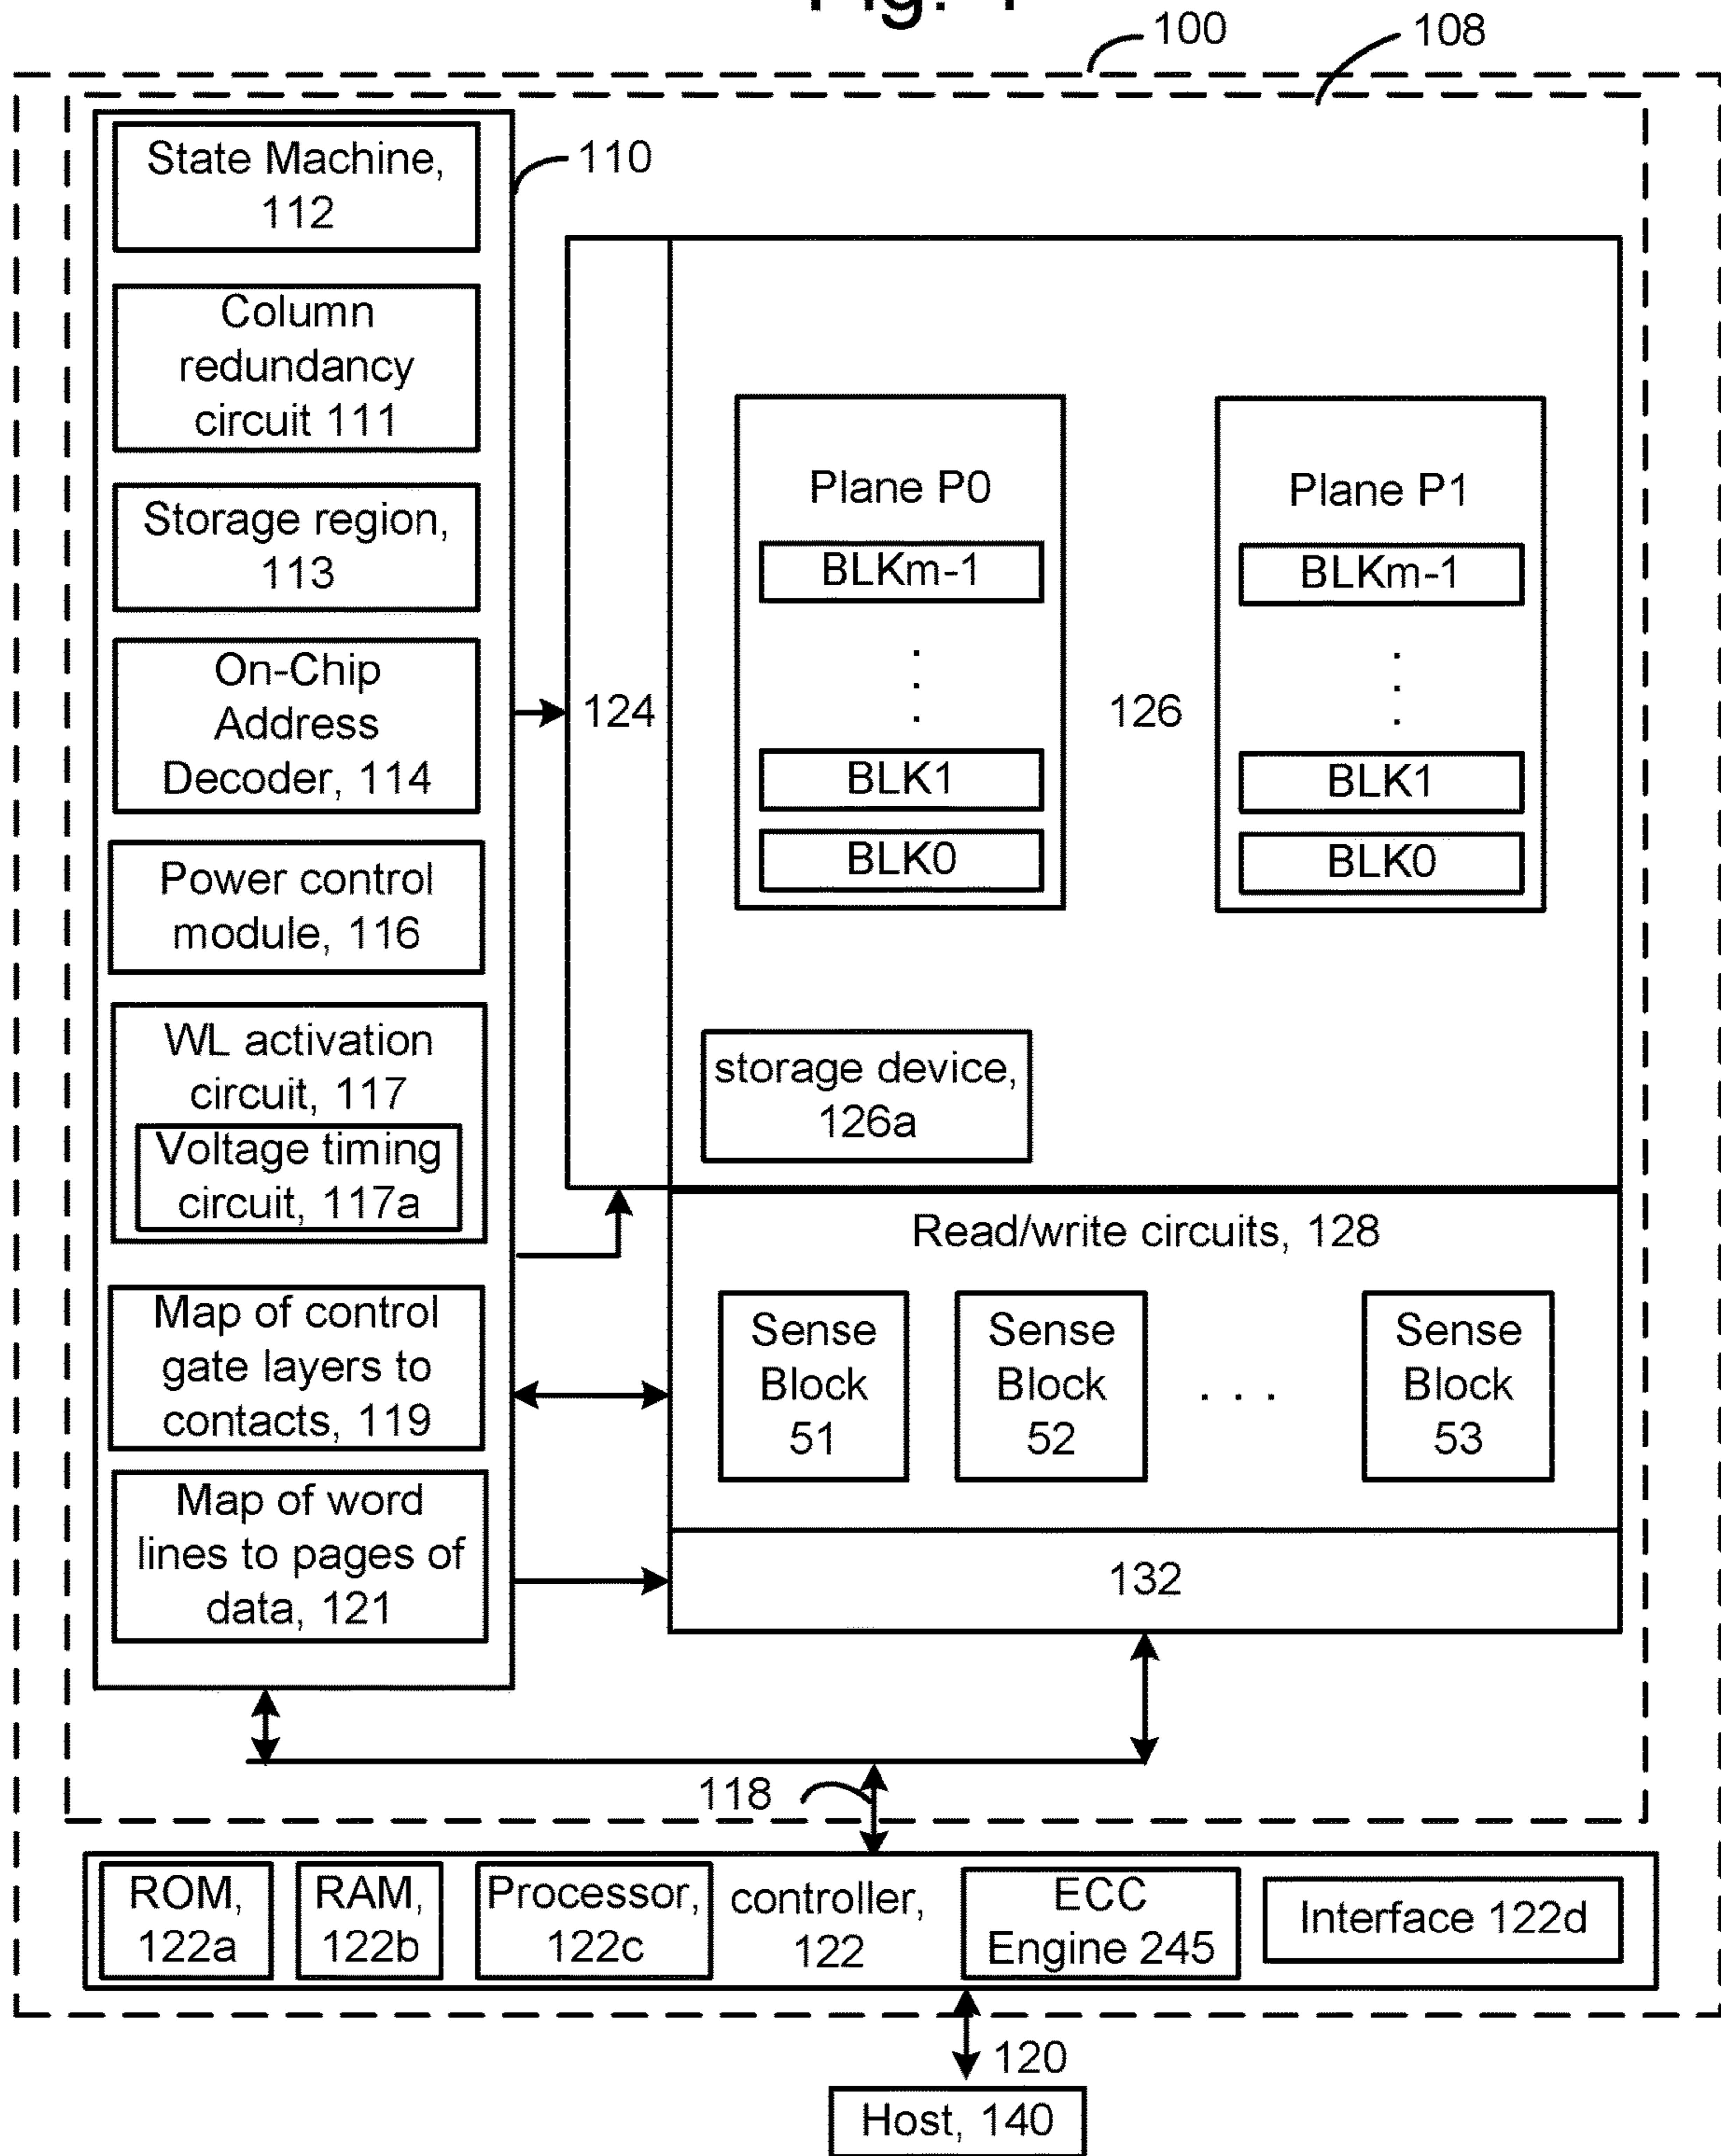 100
108
State Machine,
112
110
Column
redundancy
circuit 111
Storage region,
113
On-Chip
Address
Decoder, 114
Power control
module, 116
WL activation
circuit, 117
Voltage timing
circuit, 117a
Map of control
gate layers to
contacts, 119
Map of word
lines to pages of
data, 121
124
Plane P0
BLKm-1
.
.
.
BLK1
BLK0
126
Plane P1
BLKm-1
.
.
.
BLK1
BLK0
storage device,
126a
Read/write circuits, 128
Sense
Block
51
Sense
Block
52
. . .
Sense
Block
53
132
118
ROM,
122a
RAM,
122b
Processor,
122c
controller,
122
ECC
Engine 245
Interface 122d
120
Host, 140